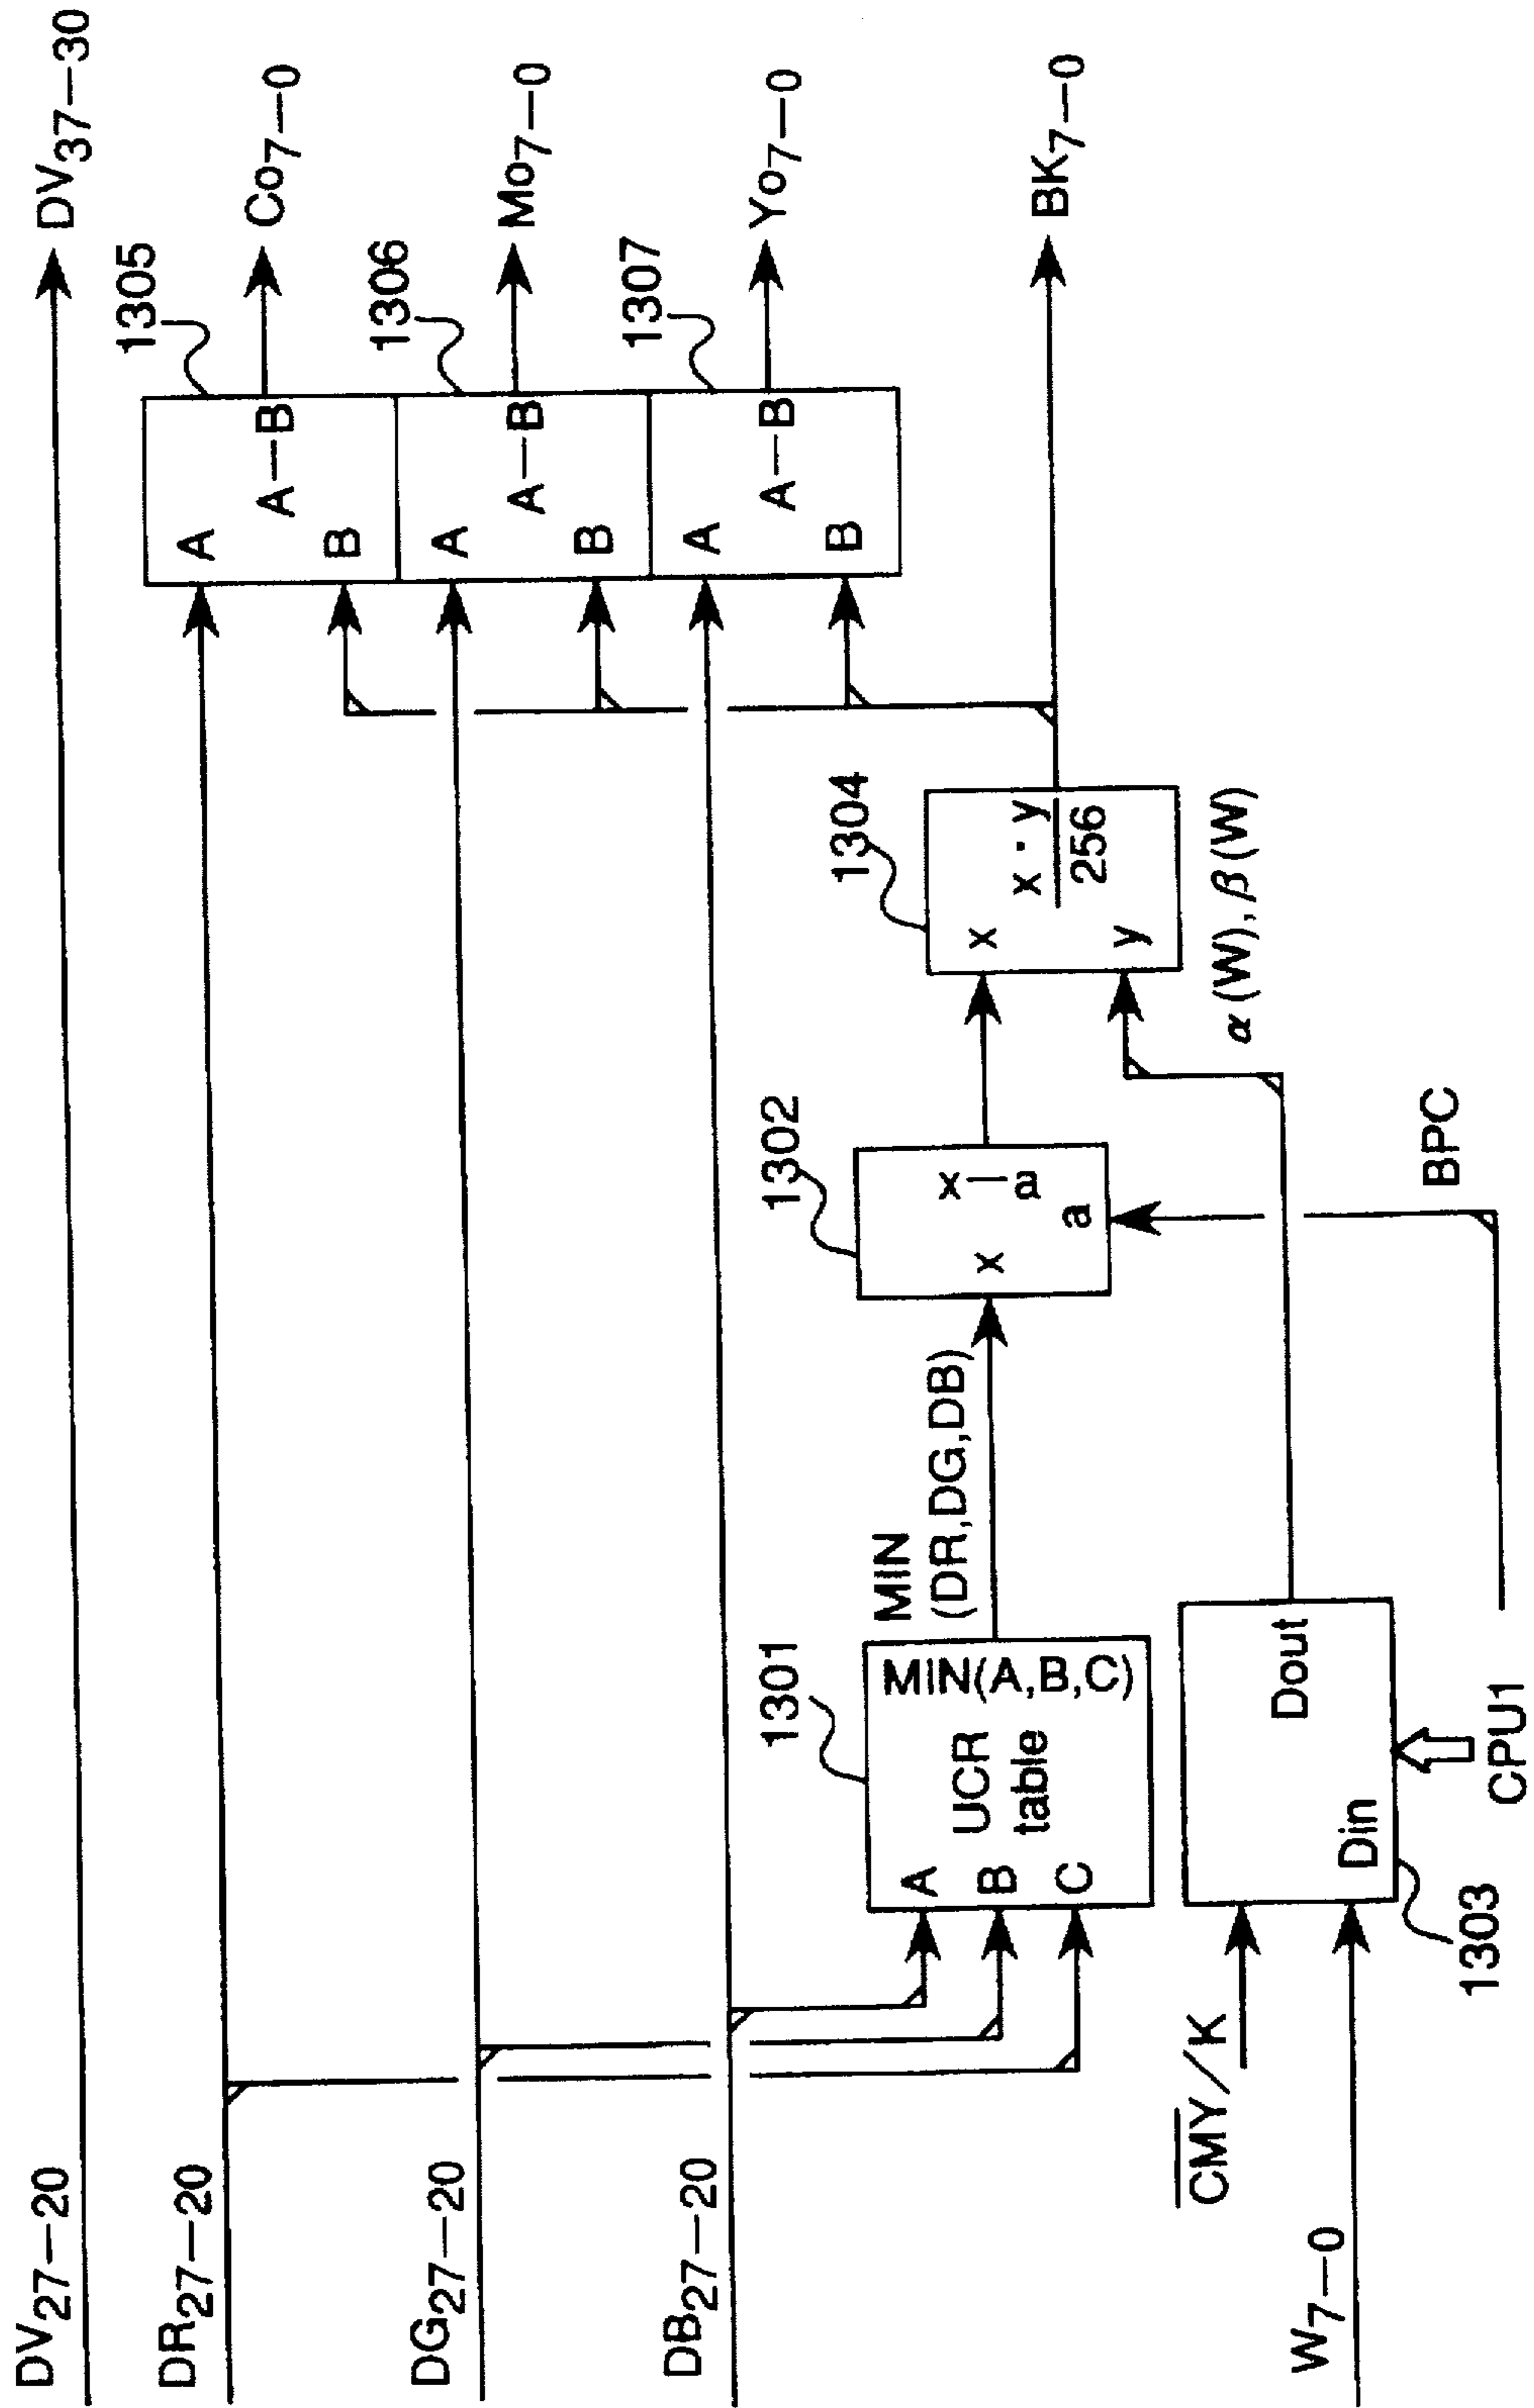 DV27—20
DV37—30
DR27—20
1305
A
A—B
B
Co7—0
DG27—20
1306
A
A—B
B
Mo7—0
DB27—20
1307
A
A—B
B
Yo7—0
1301
A
B
C
MIN(A,B,C)
UCR
table
MIN
(DR,DG,DB)
1302
x
x—a
a
1304
x
y
x · y
256
BK7—0
α (W), β (W)
BPC
CMY/K
W7—0
1303
Din
Dout
CPU1